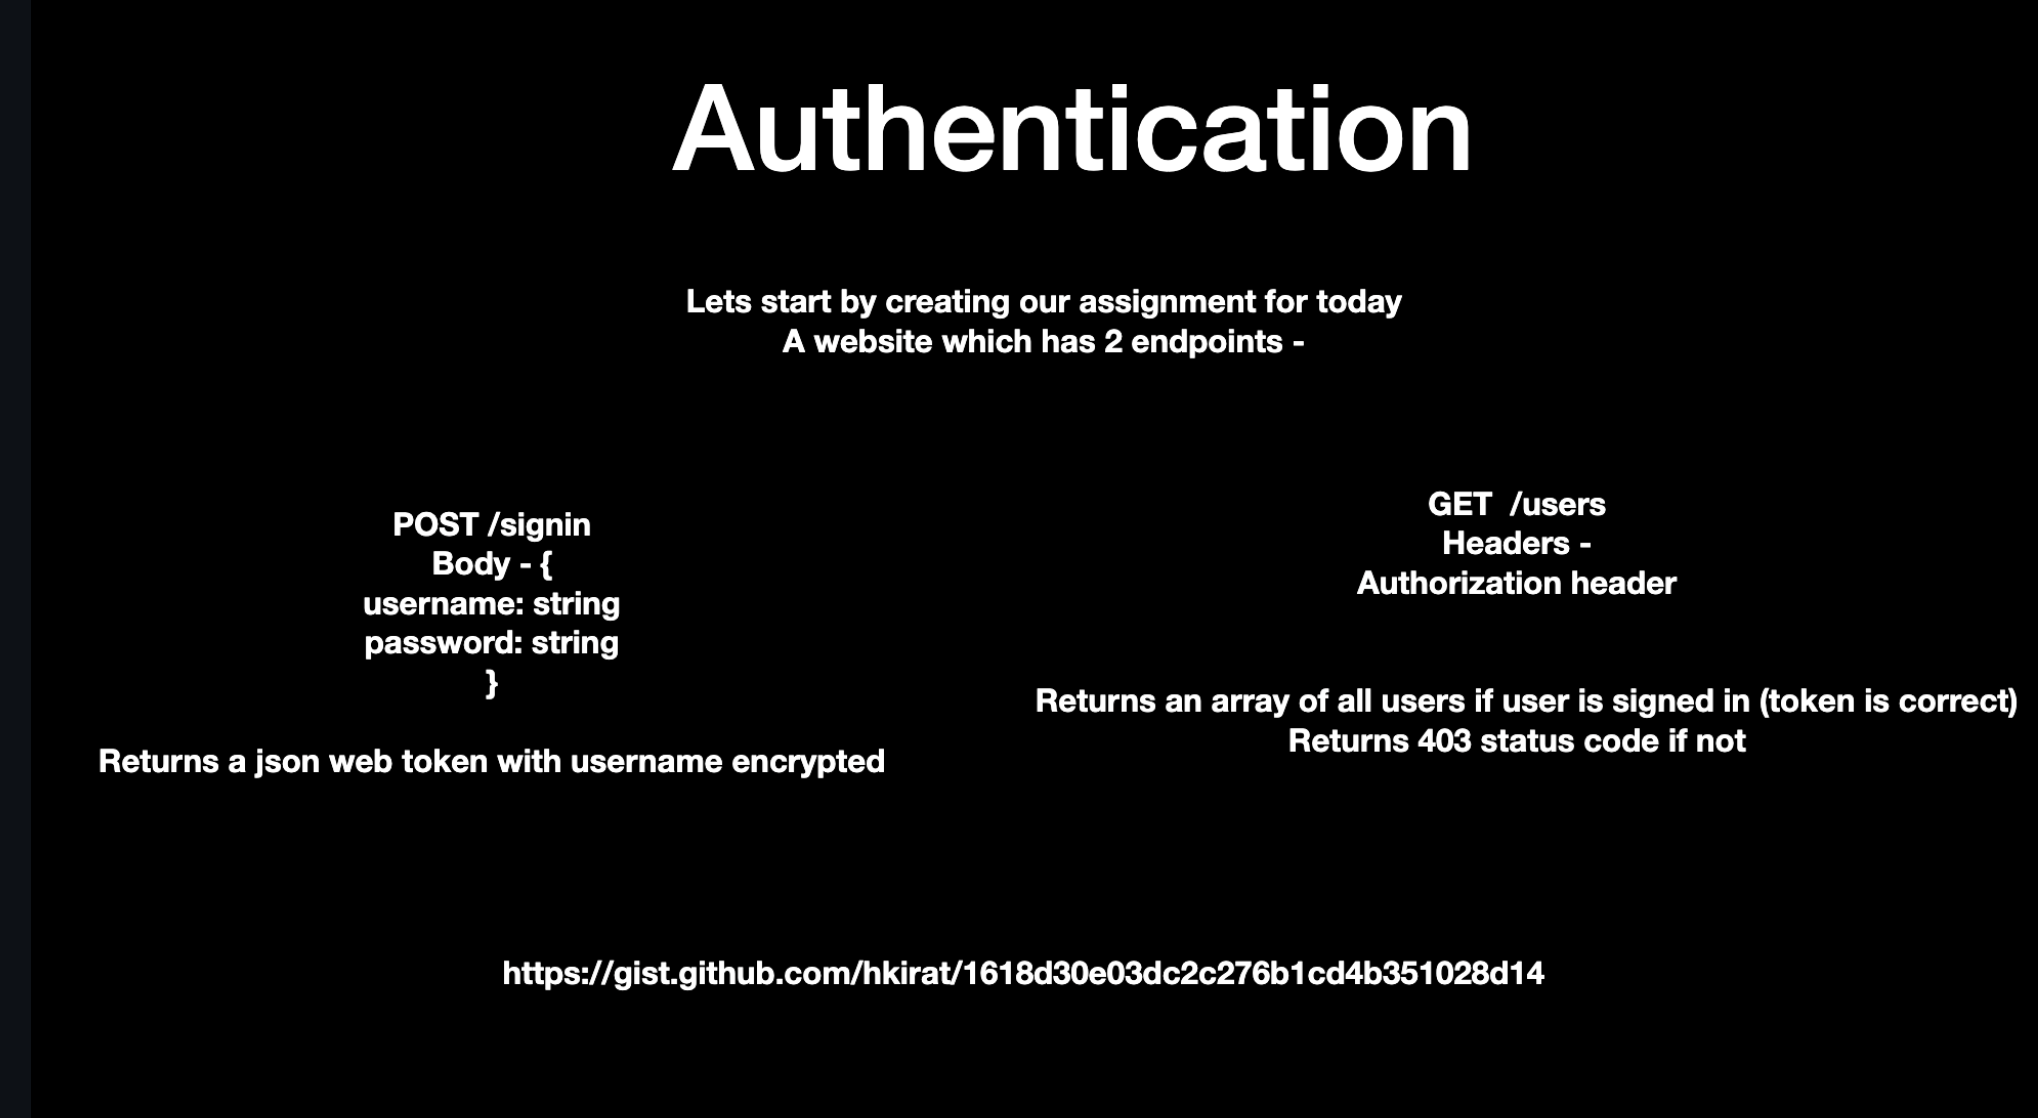 Authentication
Lets start by creating our assignment for today
A website which has 2 endpoints -
POST /signin
Body - {
username: string
password: string
}
Returns a json web token with username encrypted
GET  /users
Headers -
Authorization header
Returns an array of all users if user is signed in (token is correct)
Returns 403 status code if not
https://gist.github.com/hkirat/1618d30e03dc2c276b1cd4b351028d14